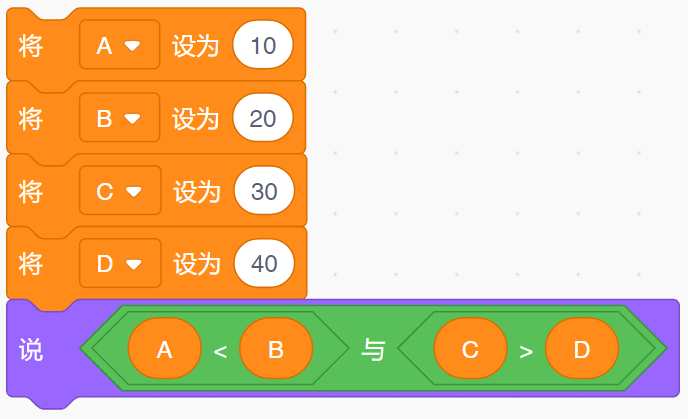 将 A 设为 10
将 B 设为 20
将 C 设为 30
将 D 设为 40
说 A < B 与 C > D